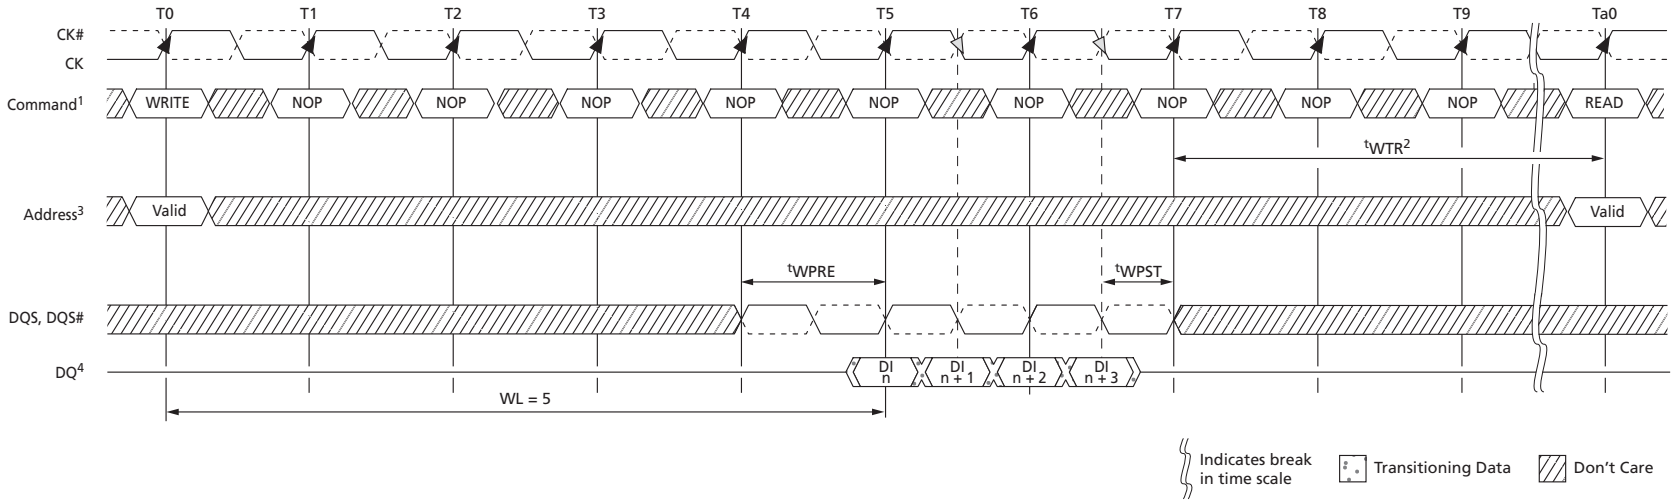 T0 T1 T2 T3 T4 T5 T6 T7 T8 T9 Ta0
CK#
CK
Command1 WRITE NOP NOP NOP NOP NOP NOP NOP NOP NOP READ
tWTR2
Address3 Valid Valid
tWPRE tWPST
DQS, DQS#
DQ4 DI n DI n + 1 DI n + 2 DI n + 3
WL = 5
Indicates break in time scale
Transitioning Data
Don't Care